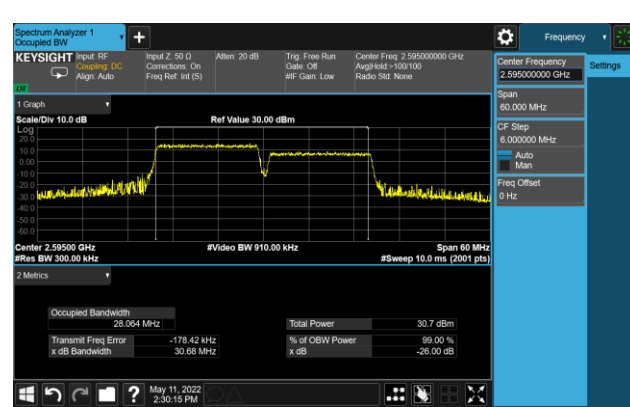 Spectrum Analyzer 1
Occupied BW
Frequency
KEYSIGHT
Input: RF
Coupling: DC
Align: Auto
Input Z: 50 Ω
Corrections: On
Freq Ref: Int (S)
Atten: 20 dB
Trig: Free Run
Gate: Off
#IF Gain: Low
Center Freq: 2.595000000 GHz
Avg|Hold:>100/100
Radio Std: None
Center Frequency
2.595000000 GHz
Settings
Span
60.000 MHz
CF Step
6.000000 MHz
Auto
Man
Freq Offset
0 Hz
1 Graph
Scale/Div 10.0 dB
Ref Value 30.00 dBm
Log
20.0
10.0
0.00
-10.0
-20.0
-30.0
-40.0
-50.0
-60.0
Center 2.59500 GHz
#Video BW 910.00 kHz
Span 60 MHz
#Res BW 300.00 kHz
#Sweep 10.0 ms (2001 pts)
2 Metrics
Occupied Bandwidth
28.064 MHz
Total Power
30.7 dBm
Transmit Freq Error
-178.42 kHz
% of OBW Power
99.00 %
x dB Bandwidth
30.68 MHz
x dB
-26.00 dB
?
May 11, 2022
2:30:15 PM